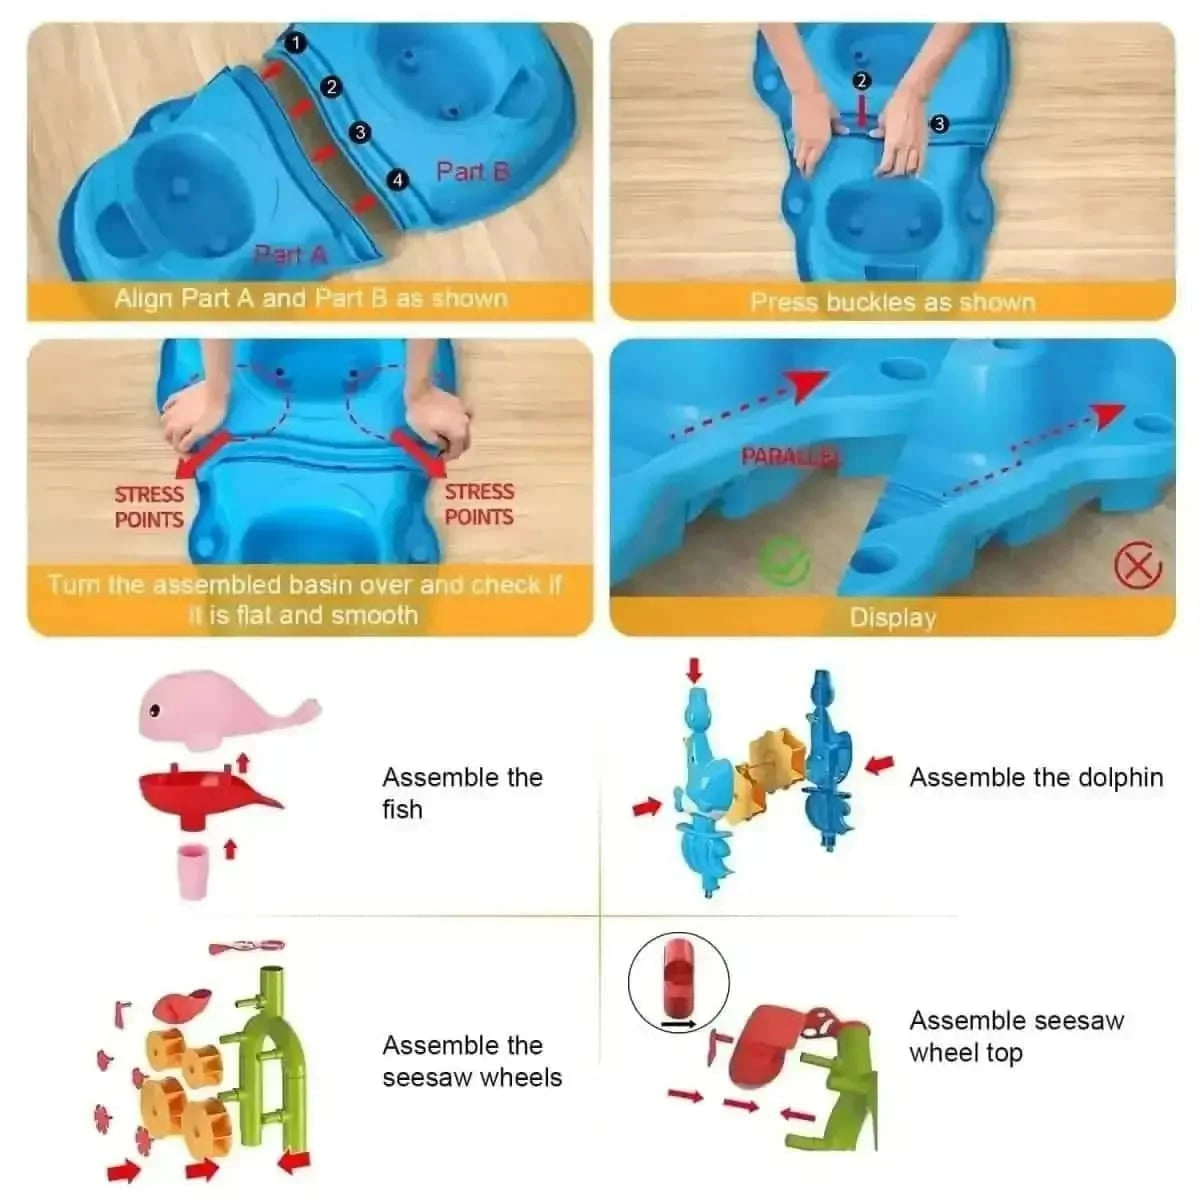 1
2
3
4
Part B
Part A
Align Part A and Part B as shown
2
3
Press buckles as shown
STRESS
POINTS
STRESS
POINTS
Turn the assembled basin over and check if
it is flat and smooth
PARALLEL
Display
Assemble the
fish
Assemble the dolphin
Assemble the
seesaw wheels
Assemble seesaw
wheel top